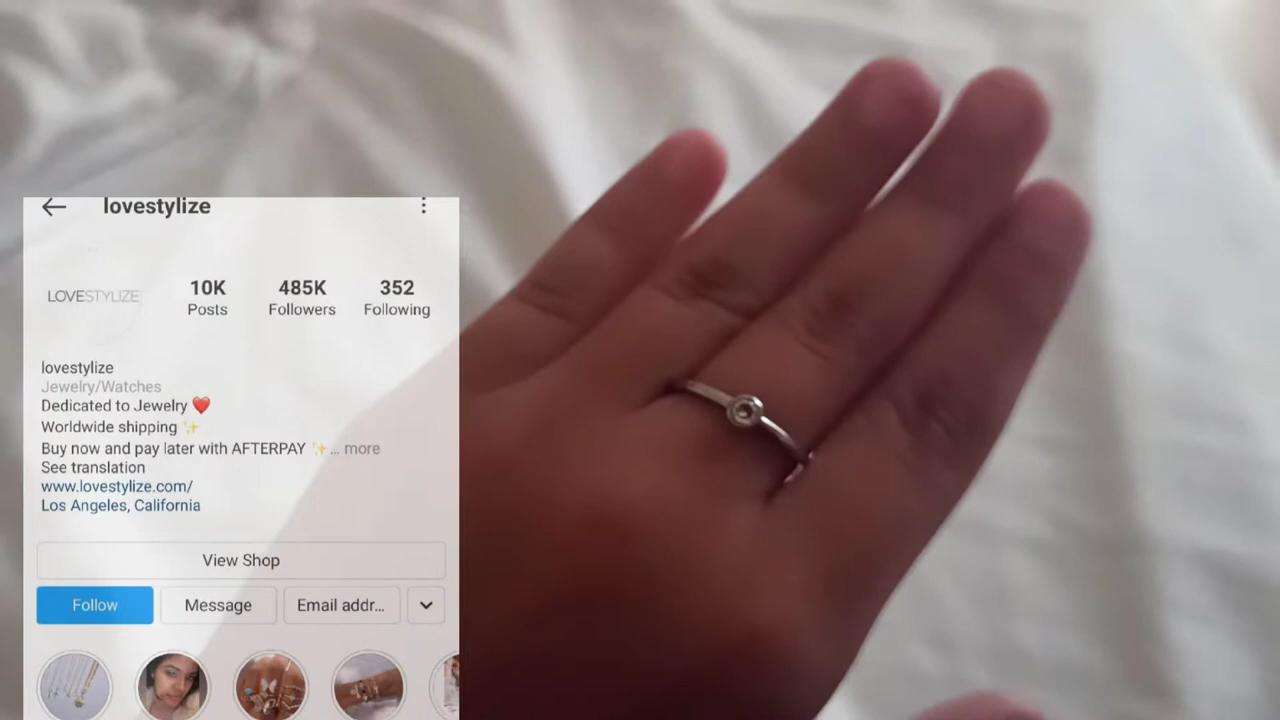 lovestylize
LOVESTYLIZE
10K 485K 352
Posts Followers Following
lovestylize
Jewelry/Watches
Dedicated to Jewelry ❤️
Worldwide shipping ✨
Buy now and pay later with AFTERPAY ✨... more
See translation
www.lovestylize.com/
Los Angeles, California
View Shop
Follow Message Email addr...